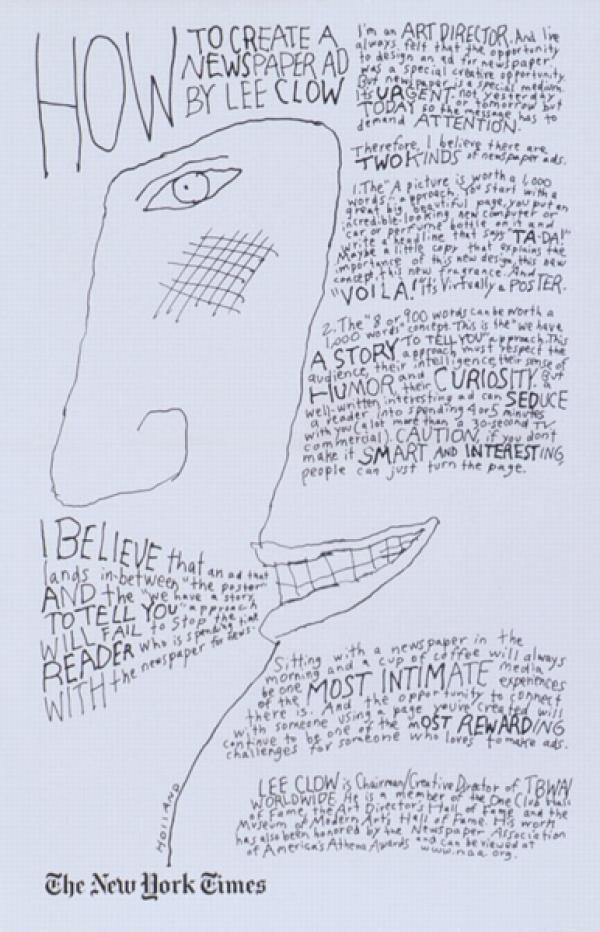 HOW
TO CREATE A
NEWSPAPER AD
BY LEE CLOW
I'm an ART DIRECTOR. And I've
always felt that the opportunity
to design an ad for newspaper
was a special creative opportunity.
But newspaper is a special medium.
Its URGENT. not yesterday
TODAY or tomorrow but
so the message has to
demand ATTENTION.
Therefore, I believe there are
TWO KINDS of newspaper ads.
1. The "A picture is worth a 1,000
words" approach. You start with a
great big beautiful page, you put an
incredible-looking new computer or
car or perfume bottle on it and
write a headline that says "TA-DA!"
Maybe a little copy that explains the
importance of this new design, this new
concept, this new fragrance. And
"VOILA!" Its Virtually a POSTER.
2. The "8 or 900 words can be worth a
1,000 words" concept. This is the "we have
A STORY TO TELL YOU" approach. This
approach must respect the
audience, their intelligence, their sense of
HUMOR and their CURIOSITY. But a
well-written interesting ad can SEDUCE
a reader into spending 4 or 5 minutes
with you (a lot more than a 30-second TV
commercial). CAUTION, if you don't
make it SMART AND INTERESTING,
people can just turn the page.
I BELIEVE that an ad that
lands in-between "the poster"
AND the "we have a story
TO TELL YOU" approach
WILL FAIL to stop the
READER who is spending time
WITH the newspaper for news.
Sitting with a newspaper in the
morning and a cup of coffee will always
be one of the MOST INTIMATE media experiences
there is. And the opportunity to connect
with someone using a page you've created will
continue to be one of the MOST REWARDING
challenges for someone who loves to make ads.
LEE CLOW is Chairman/Creative Director of TBWA\
WORLDWIDE. He is a member of the One Club Hall
of Fame, the Art Directors Hall of Fame and the
Museum of Modern Arts Hall of Fame. His work
has also been honored by the Newspaper Association
of America's Athena Awards and can be viewed at
www.naa.org.
HOLLAND
The New York Times